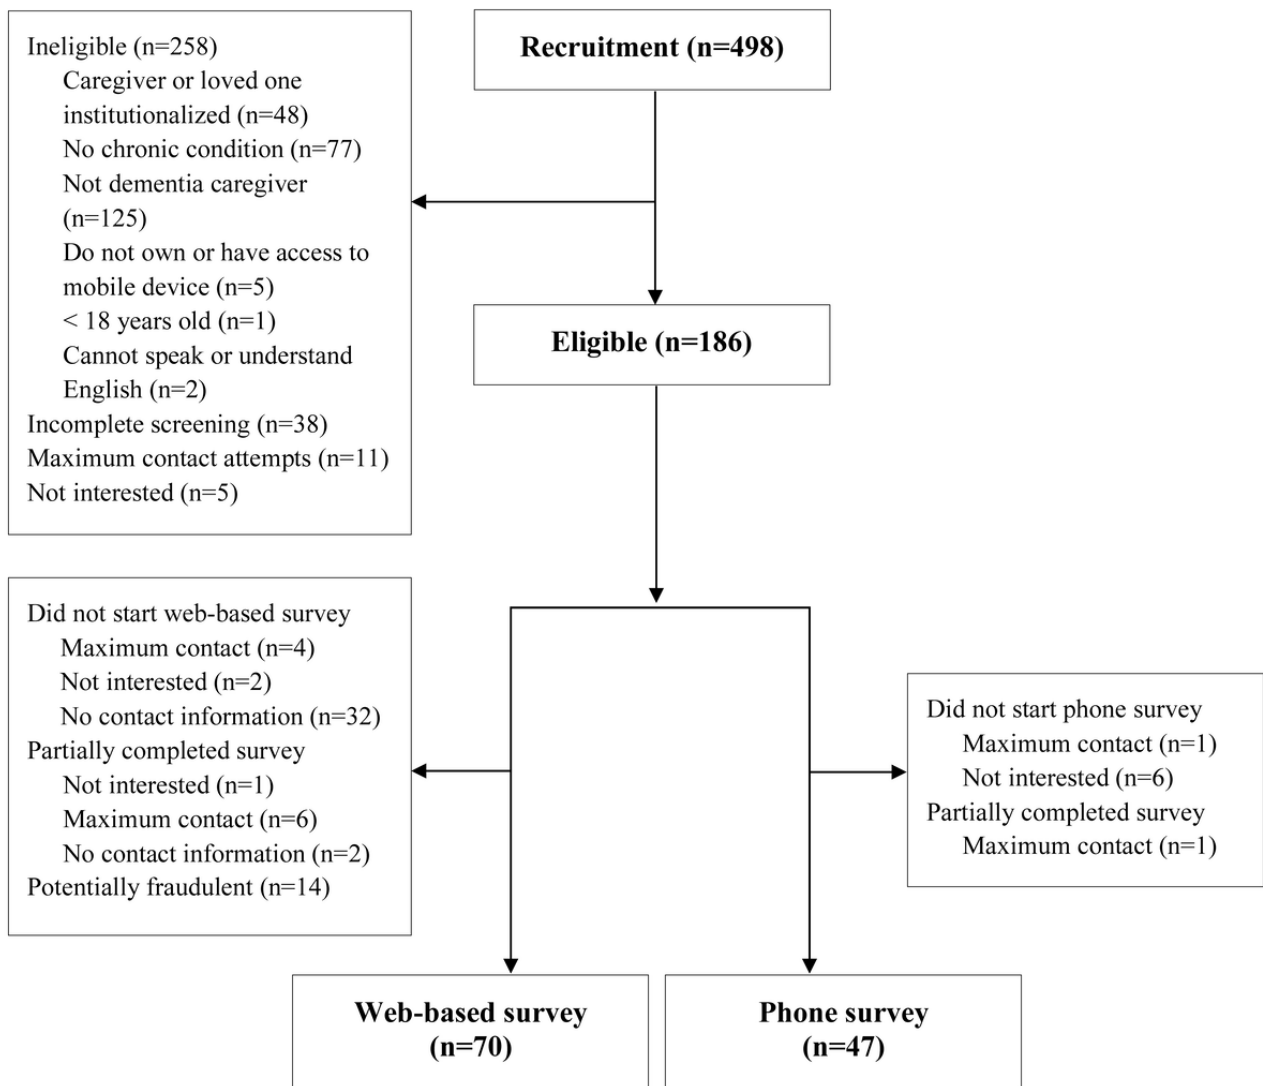 Recruitment (n=498)
Ineligible (n=258)
Caregiver or loved one
institutionalized (n=48)
No chronic condition (n=77)
Not dementia caregiver
(n=125)
Do not own or have access to
mobile device (n=5)
< 18 years old (n=1)
Cannot speak or understand
English (n=2)
Incomplete screening (n=38)
Maximum contact attempts (n=11)
Not interested (n=5)
Eligible (n=186)
Did not start web-based survey
Maximum contact (n=4)
Not interested (n=2)
No contact information (n=32)
Partially completed survey
Not interested (n=1)
Maximum contact (n=6)
No contact information (n=2)
Potentially fraudulent (n=14)
Did not start phone survey
Maximum contact (n=1)
Not interested (n=6)
Partially completed survey
Maximum contact (n=1)
Web-based survey
(n=70)
Phone survey
(n=47)